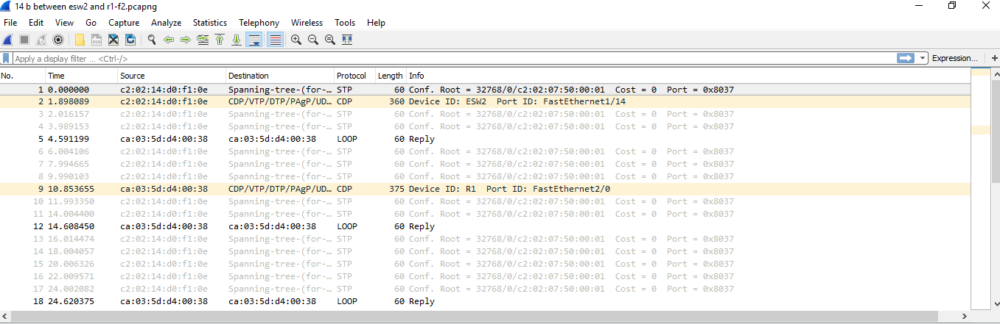 14 b between esw2 and r1-f2.pcapng
File Edit View Go Capture Analyze Statistics Telephony Wireless Tools Help
Apply a display filter ... <Ctrl-/> Expression... +
No. Time Source Destination Protocol Length Info
1 0.000000 c2:02:14:d0:f1:0e Spanning-tree-(for-… STP 60 Conf. Root = 32768/0/c2:02:07:50:00:01 Cost = 0 Port = 0x8037
2 1.898089 c2:02:14:d0:f1:0e CDP/VTP/DTP/PAgP/UD… CDP 360 Device ID: ESW2 Port ID: FastEthernet1/14
3 2.016157 c2:02:14:d0:f1:0e Spanning-tree-(for-… STP 60 Conf. Root = 32768/0/c2:02:07:50:00:01 Cost = 0 Port = 0x8037
4 3.989153 c2:02:14:d0:f1:0e Spanning-tree-(for-… STP 60 Conf. Root = 32768/0/c2:02:07:50:00:01 Cost = 0 Port = 0x8037
5 4.591199 ca:03:5d:d4:00:38 ca:03:5d:d4:00:38 LOOP 60 Reply
6 6.004106 c2:02:14:d0:f1:0e Spanning-tree-(for-… STP 60 Conf. Root = 32768/0/c2:02:07:50:00:01 Cost = 0 Port = 0x8037
7 7.994665 c2:02:14:d0:f1:0e Spanning-tree-(for-… STP 60 Conf. Root = 32768/0/c2:02:07:50:00:01 Cost = 0 Port = 0x8037
8 9.990103 c2:02:14:d0:f1:0e Spanning-tree-(for-… STP 60 Conf. Root = 32768/0/c2:02:07:50:00:01 Cost = 0 Port = 0x8037
9 10.853655 ca:03:5d:d4:00:38 CDP/VTP/DTP/PAgP/UD… CDP 375 Device ID: R1 Port ID: FastEthernet2/0
10 11.993350 c2:02:14:d0:f1:0e Spanning-tree-(for-… STP 60 Conf. Root = 32768/0/c2:02:07:50:00:01 Cost = 0 Port = 0x8037
11 14.004400 c2:02:14:d0:f1:0e Spanning-tree-(for-… STP 60 Conf. Root = 32768/0/c2:02:07:50:00:01 Cost = 0 Port = 0x8037
12 14.608450 ca:03:5d:d4:00:38 ca:03:5d:d4:00:38 LOOP 60 Reply
13 16.014474 c2:02:14:d0:f1:0e Spanning-tree-(for-… STP 60 Conf. Root = 32768/0/c2:02:07:50:00:01 Cost = 0 Port = 0x8037
14 18.004057 c2:02:14:d0:f1:0e Spanning-tree-(for-… STP 60 Conf. Root = 32768/0/c2:02:07:50:00:01 Cost = 0 Port = 0x8037
15 20.006326 c2:02:14:d0:f1:0e Spanning-tree-(for-… STP 60 Conf. Root = 32768/0/c2:02:07:50:00:01 Cost = 0 Port = 0x8037
16 22.009571 c2:02:14:d0:f1:0e Spanning-tree-(for-… STP 60 Conf. Root = 32768/0/c2:02:07:50:00:01 Cost = 0 Port = 0x8037
17 24.002082 c2:02:14:d0:f1:0e Spanning-tree-(for-… STP 60 Conf. Root = 32768/0/c2:02:07:50:00:01 Cost = 0 Port = 0x8037
18 24.620375 ca:03:5d:d4:00:38 ca:03:5d:d4:00:38 LOOP 60 Reply